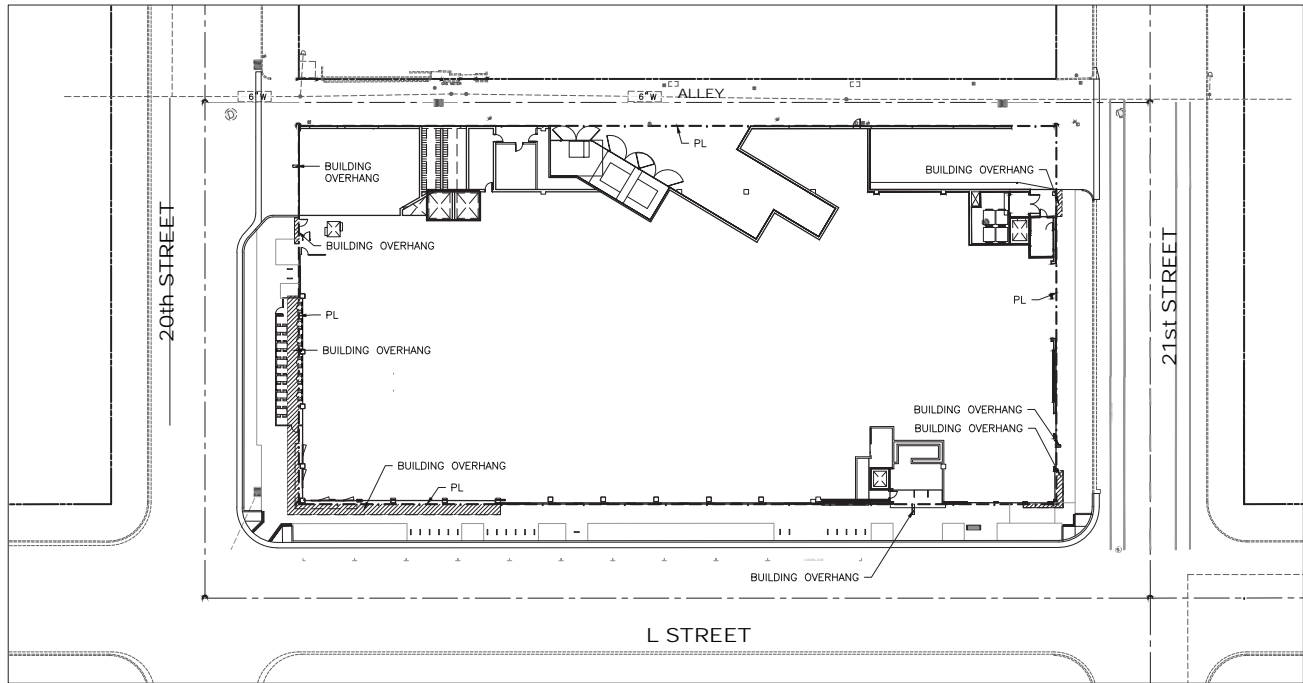 6" W
6" W
ALLEY
PL
BUILDING
OVERHANG
BUILDING OVERHANG
20th STREET
BUILDING OVERHANG
PL
21st STREET
PL
BUILDING OVERHANG
BUILDING OVERHANG
BUILDING OVERHANG
BUILDING OVERHANG
PL
BUILDING OVERHANG
L STREET